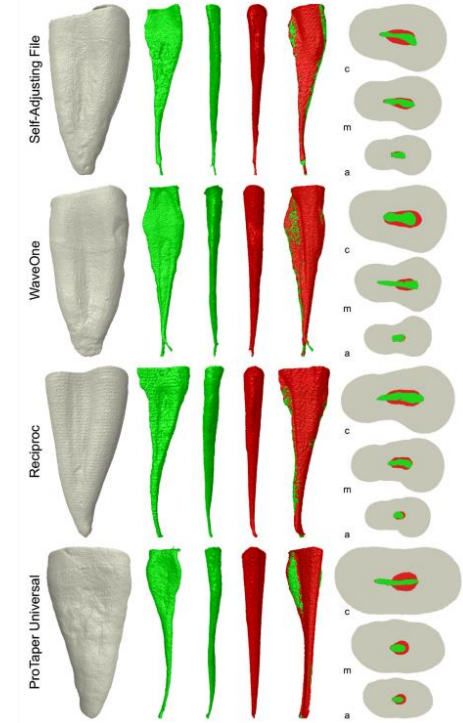 Self-Adjusting File
c
m
a
WaveOne
c
m
a
Reciproc
c
m
a
ProTaper Universal
c
m
a